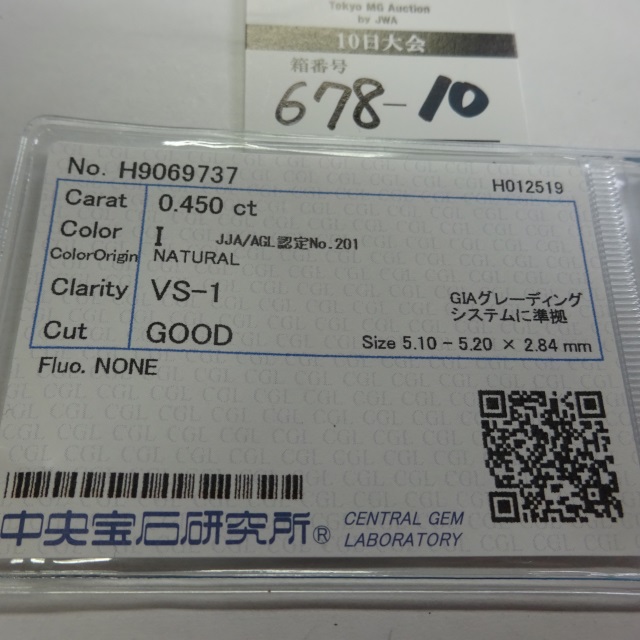 Tokyo MG Auction
by JWA
10日大会
箱番号
678-10
No. H9069737
H012519
Carat 0.450 ct
Color I JJA/AGL認定No.201
ColorOrigin NATURAL
Clarity VS-1
GIAグレーディング
システムに準拠
Cut GOOD
Size 5.10 - 5.20 × 2.84 mm
Fluo. NONE
中央宝石研究所® CENTRAL GEM
LABORATORY